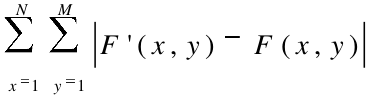 ∑_{x=1}^{N} ∑_{y=1}^{M} |F'(x, y) − F(x, y)|